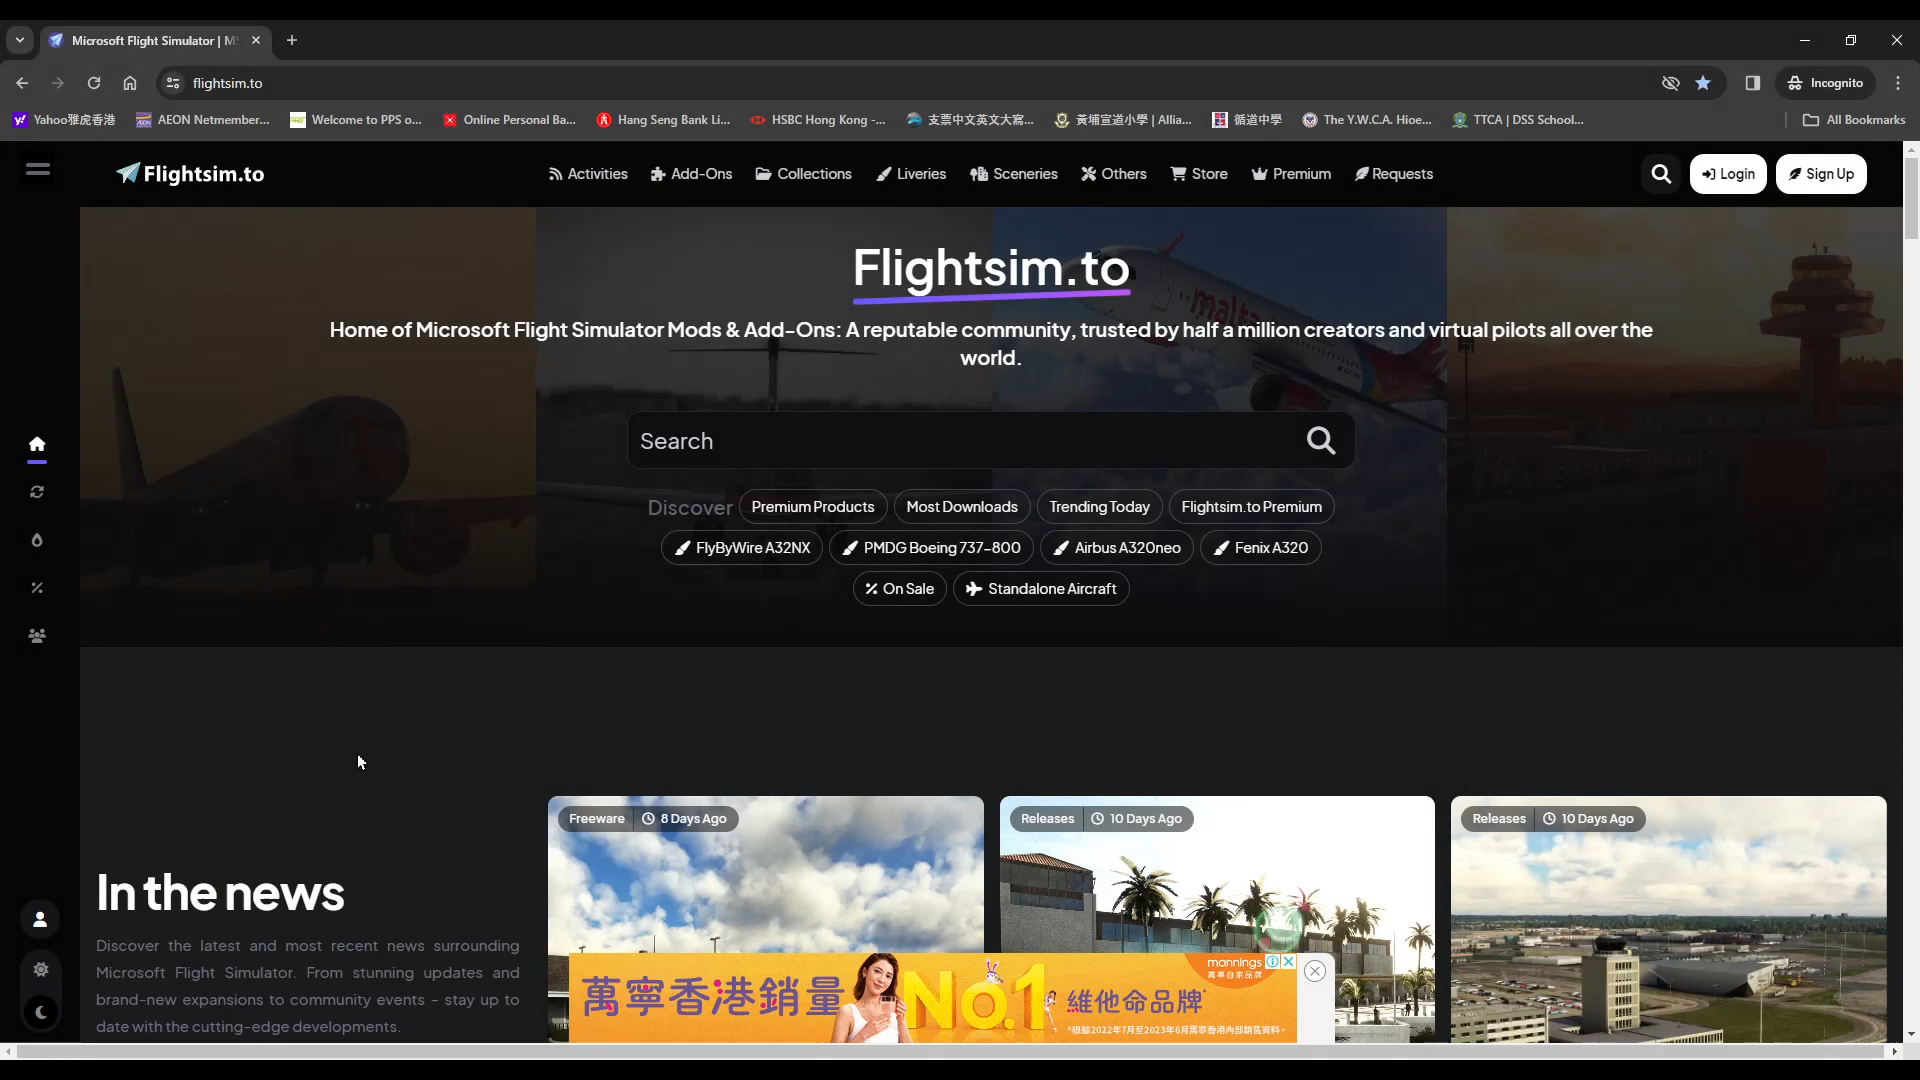 Microsoft Flight Simulator | M
flightsim.to
Incognito
Yahoo雅虎香港
AEON Netmember...
Welcome to PPS o...
Online Personal Ba...
Hang Seng Bank Li...
HSBC Hong Kong -...
支票中文英文大寫...
黃埔宣道小學 | Allia...
循道中學
The Y.W.C.A. Hioe...
TTCA | DSS School...
All Bookmarks
Flightsim.to
Activities
Add-Ons
Collections
Liveries
Sceneries
Others
Store
Premium
Requests
Login
Sign Up
Flightsim.to
Home of Microsoft Flight Simulator Mods & Add-Ons: A reputable community, trusted by half a million creators and virtual pilots all over the
world.
Search
Discover
Premium Products
Most Downloads
Trending Today
Flightsim.to Premium
FlyByWire A32NX
PMDG Boeing 737-800
Airbus A320neo
Fenix A320
On Sale
Standalone Aircraft
malta
Freeware
8 Days Ago
Releases
10 Days Ago
Releases
10 Days Ago
In the news
Discover the latest and most recent news surrounding
Microsoft Flight Simulator. From stunning updates and
brand-new expansions to community events – stay up to
date with the cutting-edge developments.
萬寧香港銷量
No.1
維他命品牌^
mannings
萬寧自家品牌
^根據2022年7月至2023年6月萬寧香港內部銷售資料。